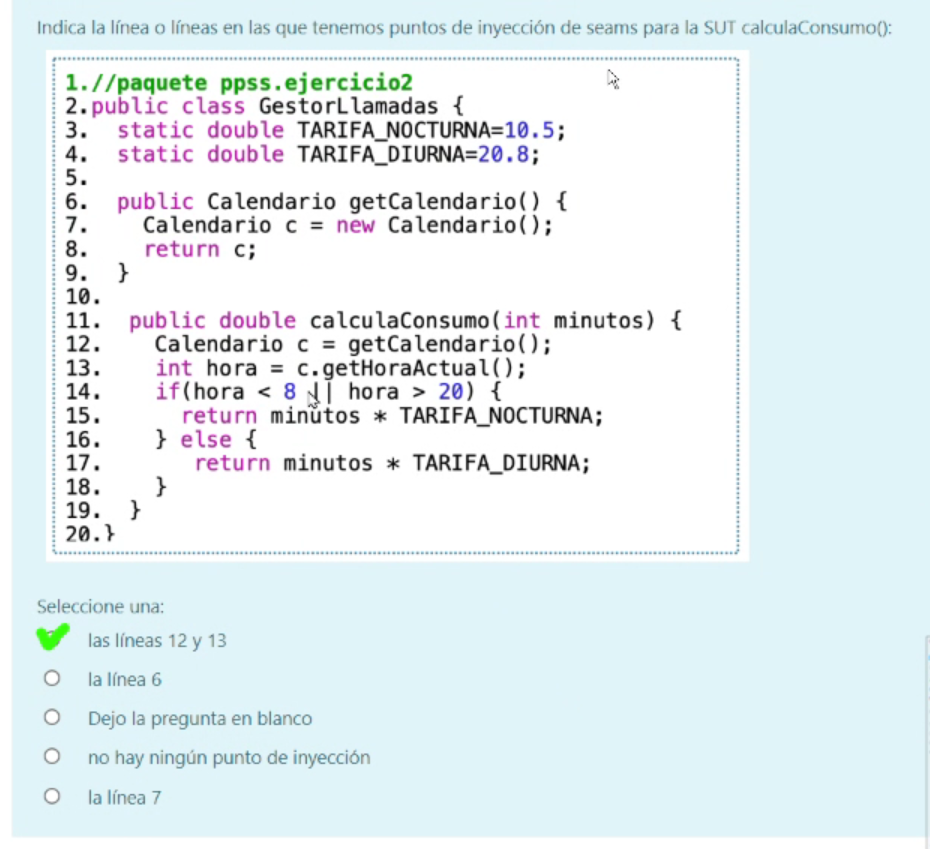 Indica la línea o líneas en las que tenemos puntos de inyección de seams para la SUT calculaConsumo():
1.//paquete ppss.ejercicio2
2.public class GestorLlamadas {
3.  static double TARIFA_NOCTURNA=10.5;
4.  static double TARIFA_DIURNA=20.8;
5.
6.  public Calendario getCalendario() {
7.    Calendario c = new Calendario();
8.    return c;
9.  }
10.
11.  public double calculaConsumo(int minutos) {
12.    Calendario c = getCalendario();
13.    int hora = c.getHoraActual();
14.    if(hora < 8 || hora > 20) {
15.      return minutos * TARIFA_NOCTURNA;
16.    } else {
17.       return minutos * TARIFA_DIURNA;
18.    }
19.  }
20.}
Seleccione una:
las líneas 12 y 13
la línea 6
Dejo la pregunta en blanco
no hay ningún punto de inyección
la línea 7